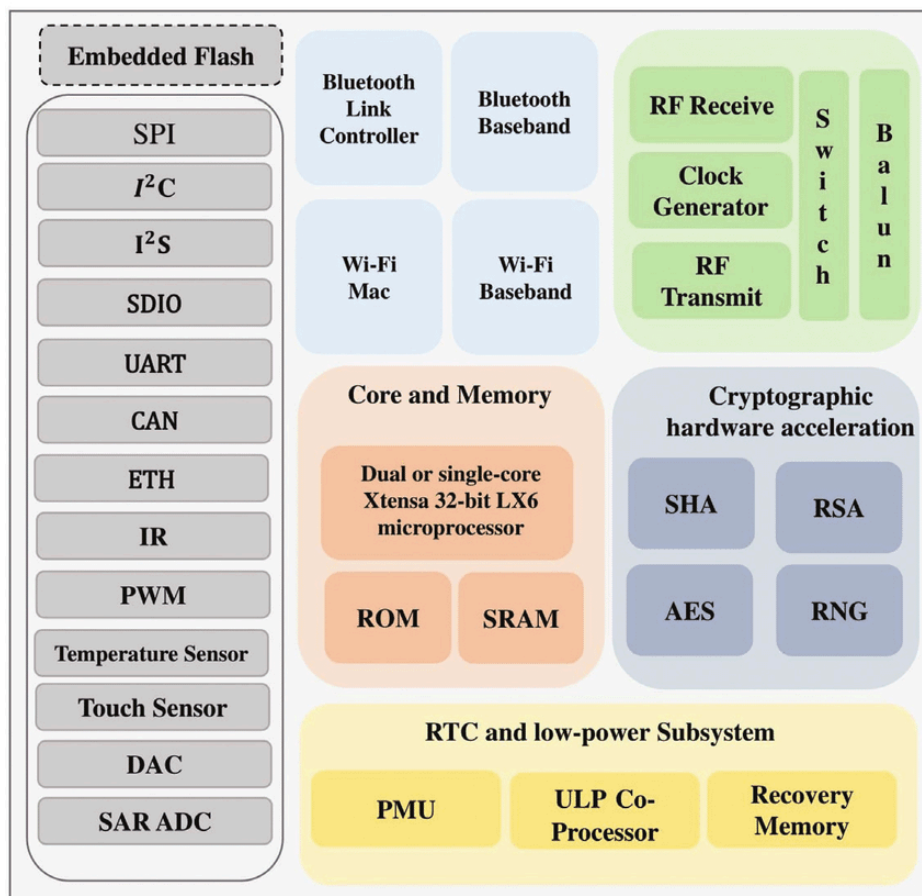 Embedded Flash
SPI
I²C
I²S
SDIO
UART
CAN
ETH
IR
PWM
Temperature Sensor
Touch Sensor
DAC
SAR ADC
Bluetooth
Link
Controller
Bluetooth
Baseband
Wi-Fi
Mac
Wi-Fi
Baseband
RF Receive
Clock
Generator
RF
Transmit
Switch
Balun
Core and Memory
Dual or single-core
Xtensa 32-bit LX6
microprocessor
ROM
SRAM
Cryptographic
hardware acceleration
SHA
RSA
AES
RNG
RTC and low-power Subsystem
PMU
ULP Co-
Processor
Recovery
Memory